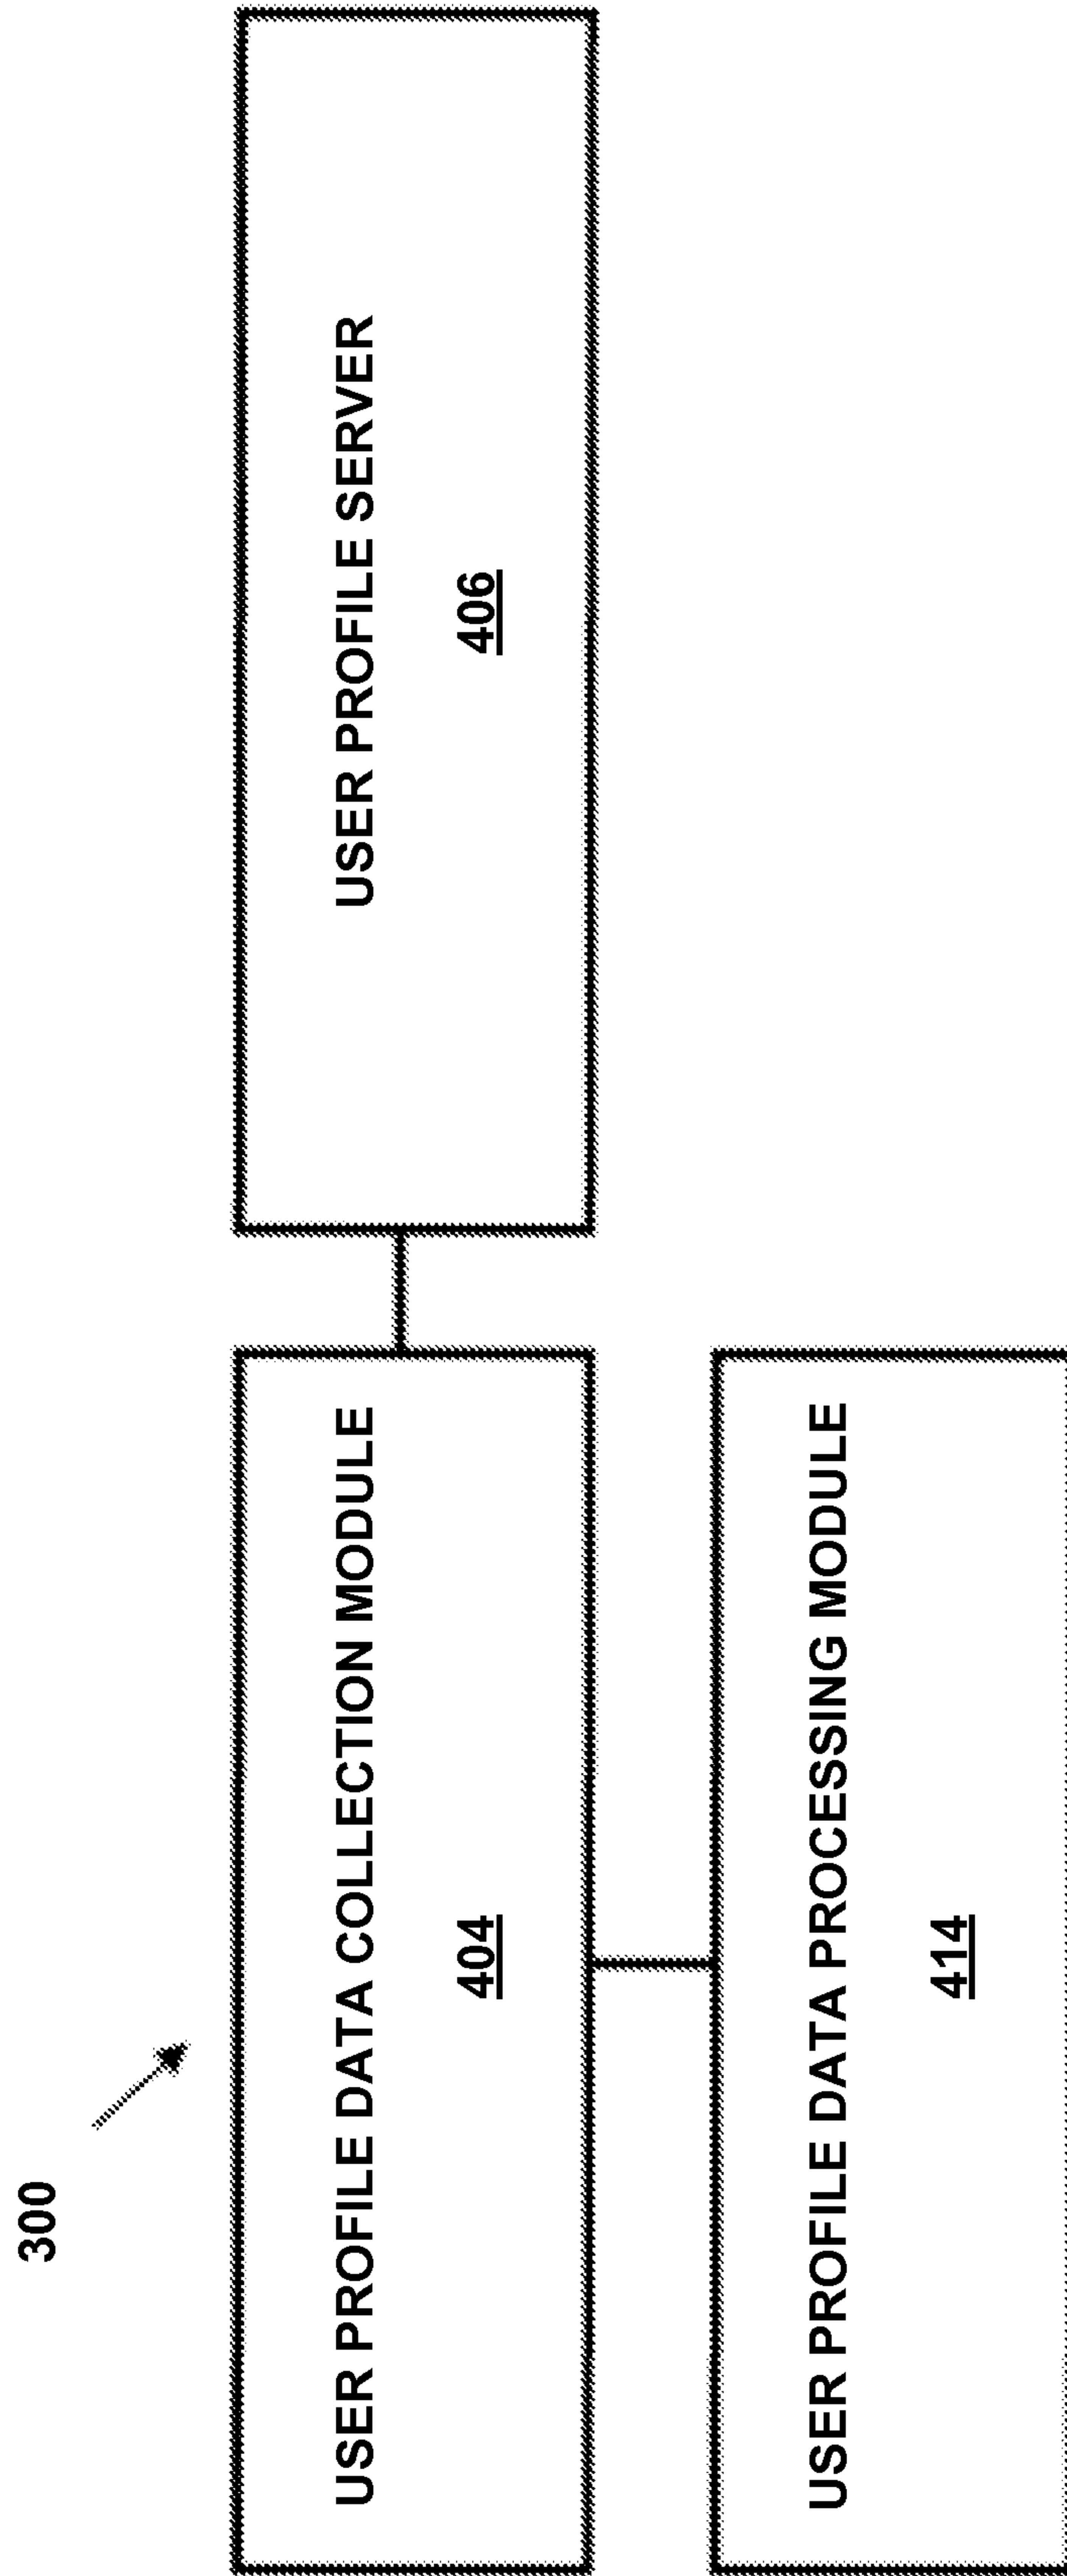 300
USER PROFILE DATA COLLECTION MODULE
404
USER PROFILE SERVER
406
USER PROFILE DATA PROCESSING MODULE
414